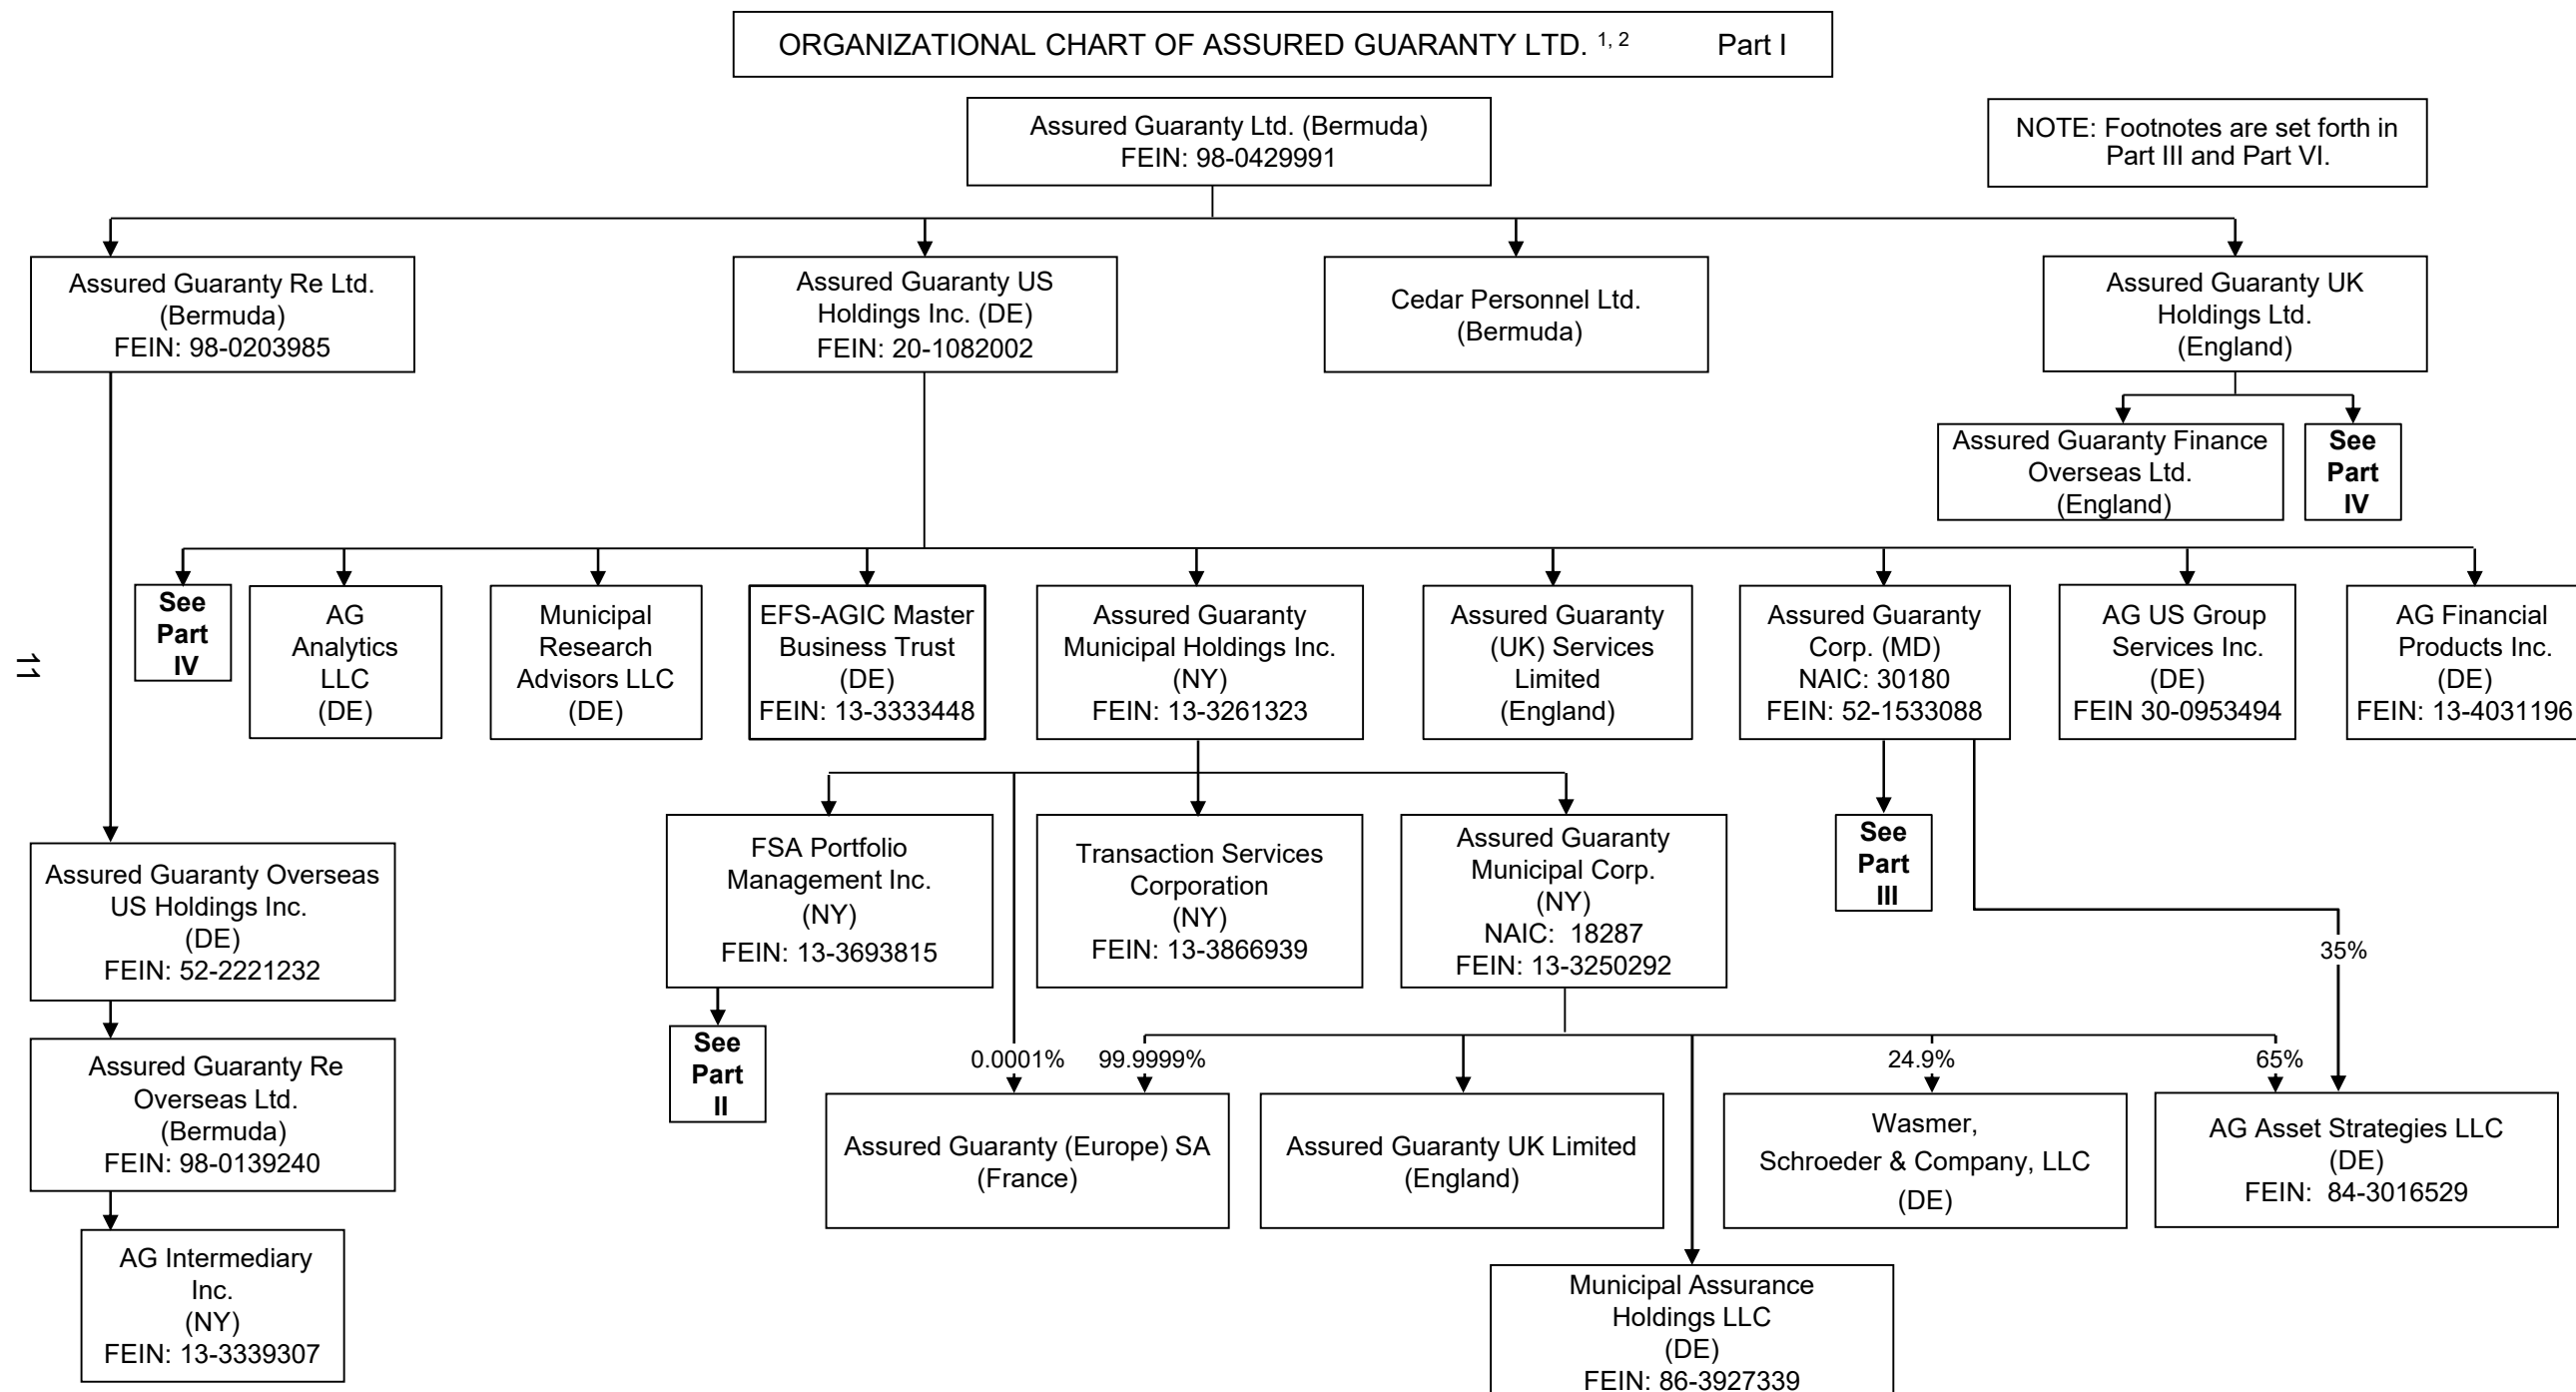 ORGANIZATIONAL CHART OF ASSURED GUARANTY LTD. 1, 2 Part I
Assured Guaranty Ltd. (Bermuda)
FEIN: 98-0429991
NOTE: Footnotes are set forth in
Part III and Part VI.
Assured Guaranty Re Ltd.
(Bermuda)
FEIN: 98-0203985
Assured Guaranty US
Holdings Inc. (DE)
FEIN: 20-1082002
Cedar Personnel Ltd.
(Bermuda)
Assured Guaranty UK
Holdings Ltd.
(England)
Assured Guaranty Finance
Overseas Ltd.
(England)
See
Part
IV
See
Part
IV
AG
Analytics
LLC
(DE)
Municipal
Research
Advisors LLC
(DE)
EFS-AGIC Master
Business Trust
(DE)
FEIN: 13-3333448
Assured Guaranty
Municipal Holdings Inc.
(NY)
FEIN: 13-3261323
Assured Guaranty
(UK) Services
Limited
(England)
Assured Guaranty
Corp. (MD)
NAIC: 30180
FEIN: 52-1533088
AG US Group
Services Inc.
(DE)
FEIN 30-0953494
AG Financial
Products Inc.
(DE)
FEIN: 13-4031196
11
Assured Guaranty Overseas
US Holdings Inc.
(DE)
FEIN: 52-2221232
FSA Portfolio
Management Inc.
(NY)
FEIN: 13-3693815
Transaction Services
Corporation
(NY)
FEIN: 13-3866939
Assured Guaranty
Municipal Corp.
(NY)
NAIC: 18287
FEIN: 13-3250292
See
Part
III
35%
See
Part
II
0.0001%
99.9999%
24.9%
65%
Assured Guaranty Re
Overseas Ltd.
(Bermuda)
FEIN: 98-0139240
Assured Guaranty (Europe) SA
(France)
Assured Guaranty UK Limited
(England)
Wasmer,
Schroeder & Company, LLC
(DE)
AG Asset Strategies LLC
(DE)
FEIN: 84-3016529
AG Intermediary
Inc.
(NY)
FEIN: 13-3339307
Municipal Assurance
Holdings LLC
(DE)
FEIN: 86-3927339